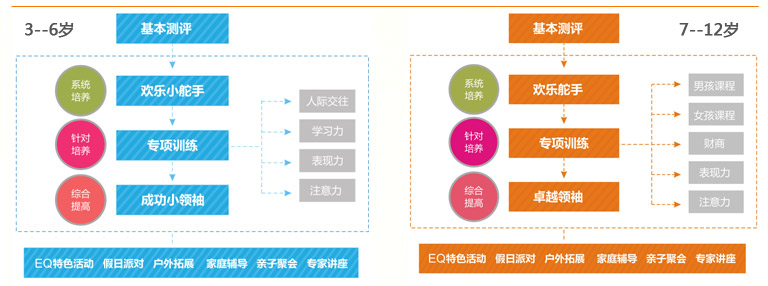 3--6岁
基本测评
系统
培养
欢乐小舵手
针对
培养
专项训练
综合
提高
成功小领袖
人际交往
学习力
表现力
注意力
EQ特色活动 假日派对 户外拓展 家庭辅导 亲子聚会 专家讲座
基本测评
7--12岁
系统
培养
欢乐舵手
针对
培养
专项训练
综合
提高
卓越领袖
男孩课程
女孩课程
财商
表现力
注意力
EQ特色活动 假日派对 户外拓展 家庭辅导 亲子聚会 专家讲座